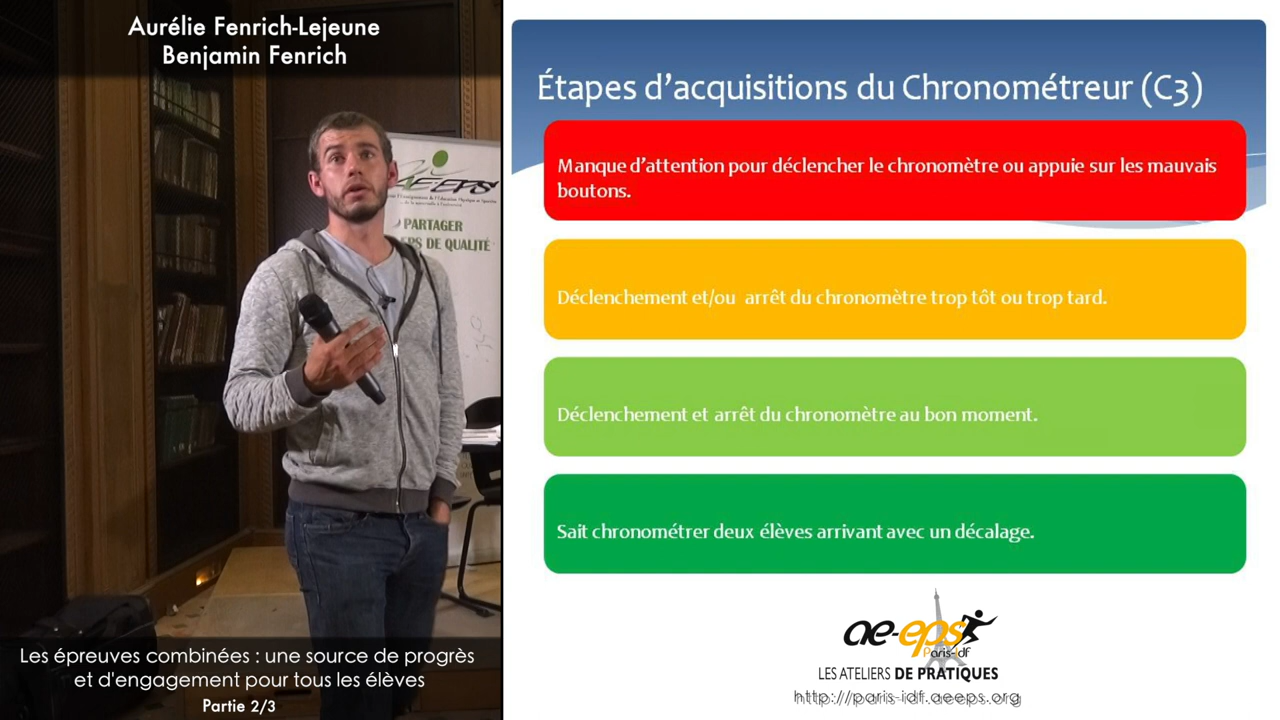 Aurélie Fenrich-Lejeune
Benjamin Fenrich
AE-EPS
PARTAGER
EPS DE QUALITÉ
Les épreuves combinées : une source de progrès
et d'engagement pour tous les élèves
Partie 2/3
Étapes d'acquisitions du Chronométreur (C3)
Manque d'attention pour déclencher le chronomètre ou appuie sur les mauvais
boutons.
Déclenchement et/ou arrêt du chronomètre trop tôt ou trop tard.
Déclenchement et arrêt du chronomètre au bon moment.
Sait chronométrer deux élèves arrivant avec un décalage.
ae-eps
Paris-Idf
LES ATELIERS DE PRATIQUES
http://paris-idf.aeeps.org